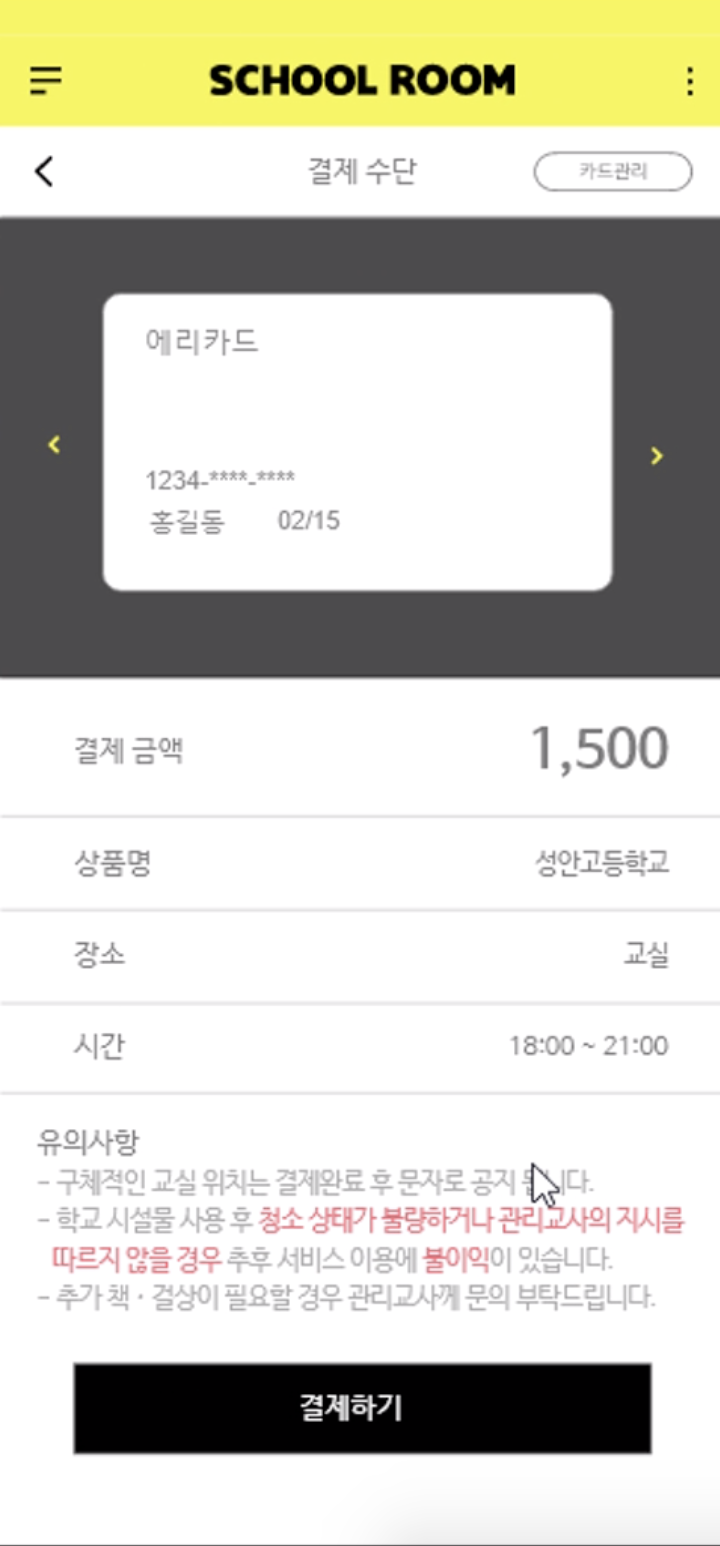 SCHOOL ROOM
결제 수단
카드관리
에리카드
1234-****-****
홍길동 02/15
결제 금액 1,500
상품명 성안고등학교
장소 교실
시간 18:00 ~ 21:00
유의사항
- 구체적인 교실 위치는 결제완료 후 문자로 공지
- 학교 시설물 사용 후 청소 상태가 불량하거나 관리교사의 지시를
따르지 않을 경우 추후 서비스 이용에 불이익이 있습니다.
- 추가 책 · 걸상이 필요할 경우 관리교사께 문의 부탁드립니다.
결제하기